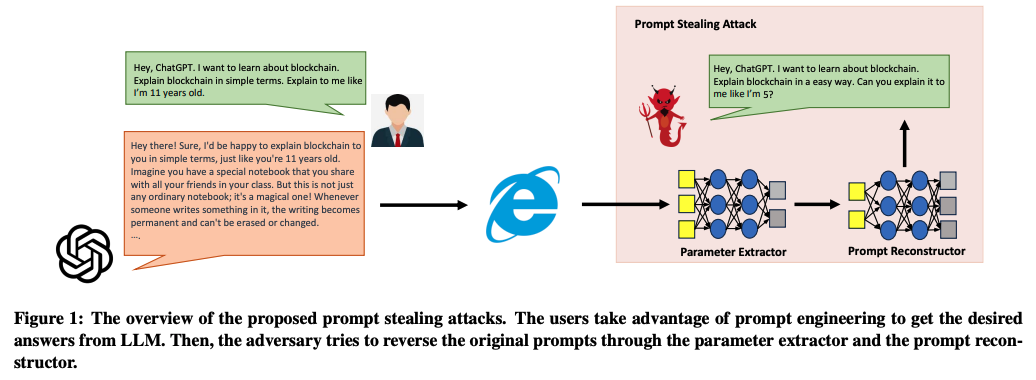 Prompt Stealing Attack
Hey, ChatGPT. I want to learn about blockchain.
Explain blockchain in simple terms. Explain to me like
I'm 11 years old.
Hey, ChatGPT. I want to learn about blockchain.
Explain blockchain in a easy way. Can you explain it to
me like I'm 5?
Hey there! Sure, I'd be happy to explain blockchain to
you in simple terms, just like you're 11 years old.
Imagine you have a special notebook that you share
with all your friends in your class. But this is not just
any ordinary notebook; it's a magical one! Whenever
someone writes something in it, the writing becomes
permanent and can't be erased or changed.
….
Parameter Extractor
Prompt Reconstructor
Figure 1: The overview of the proposed prompt stealing attacks. The users take advantage of prompt engineering to get the desired
answers from LLM. Then, the adversary tries to reverse the original prompts through the parameter extractor and the prompt recon-
structor.